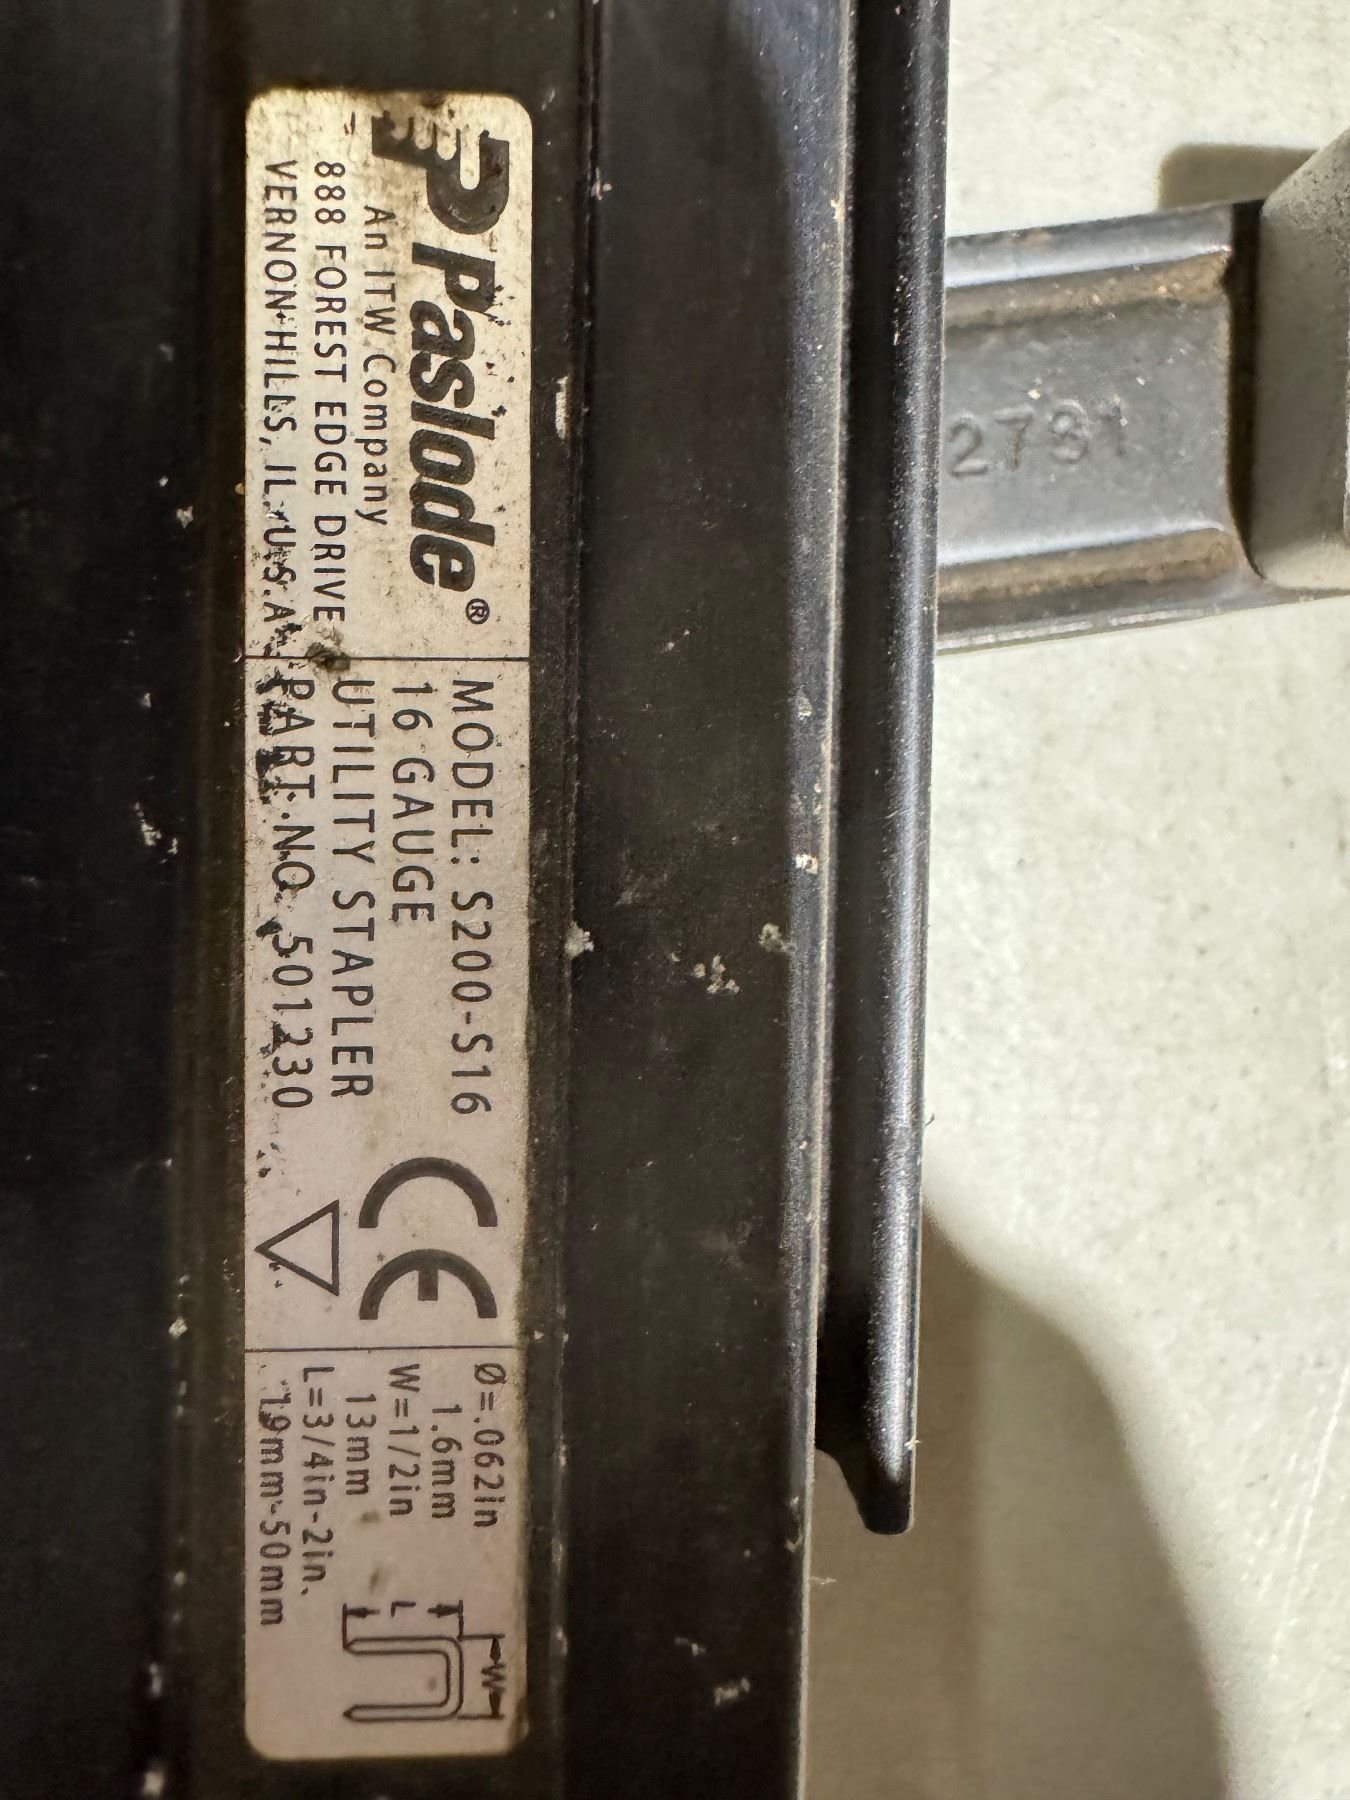 Paslode®
An ITW Company
888 FOREST EDGE DRIVE
VERNON HILLS, IL U.S.A.
MODEL: S200-S16
16 GAUGE
UTILITY STAPLER
PART NO. 501230
CE
Ø=.062in
1.6mm
W=1/2in
13mm
L=3/4in-2in.
19mm-50mm
W
L
2781